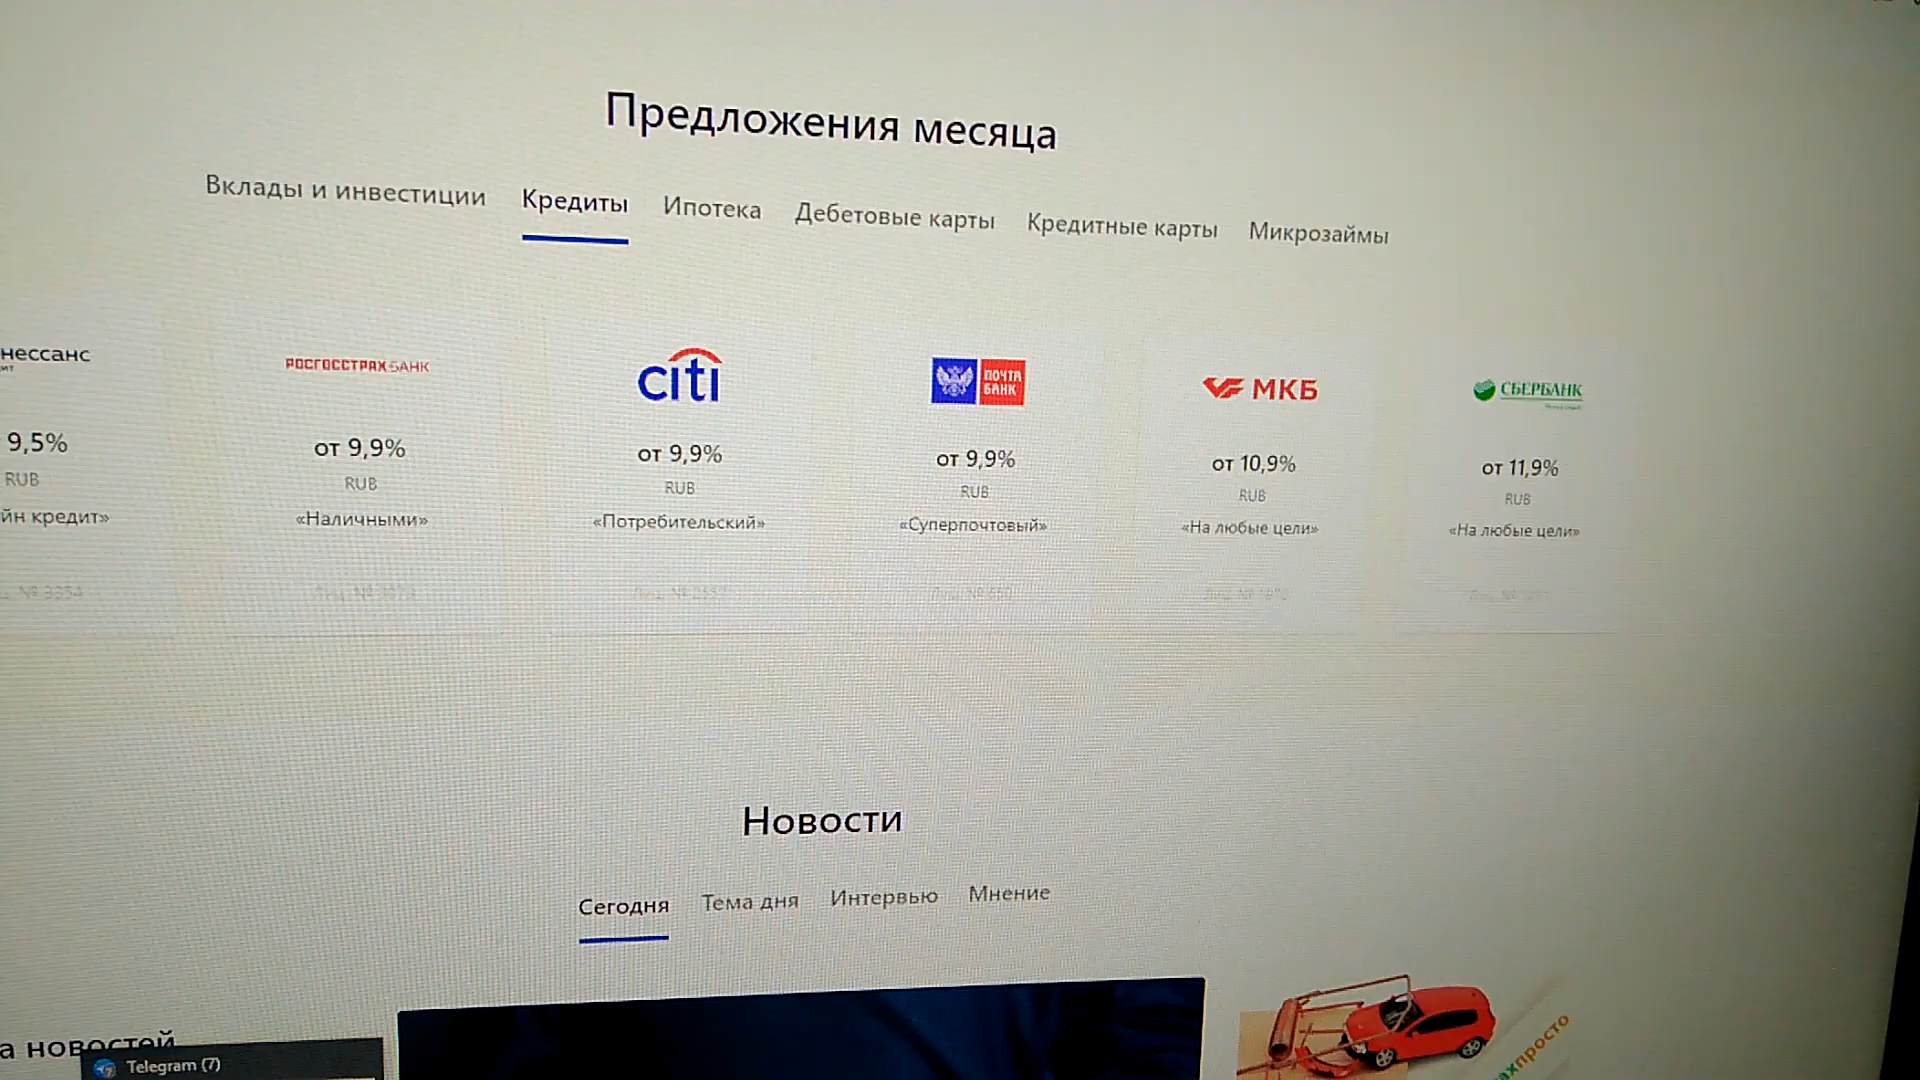 Предложения месяца
Вклады и инвестиции Кредиты Ипотека Дебетовые карты Кредитные карты Микрозаймы
нессанс РОСГОССТРАХ БАНК citi ПОЧТА БАНК МКБ СБЕРБАНК
9,5% от 9,9% от 9,9% от 9,9% от 10,9% от 11,9%
RUB RUB RUB RUB RUB RUB
йн кредит» «Наличными» «Потребительский» «Суперпочтовый» «На любые цели» «На любые цели»
№ 3354
Новости
Сегодня Тема дня Интервью Мнение
а новостей
Telegram (7)
ахпросто